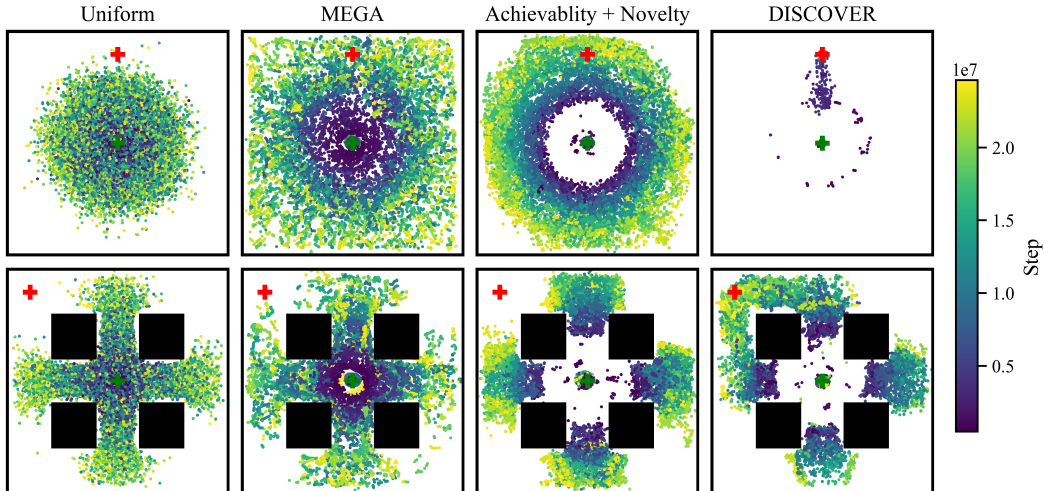 Uniform
MEGA
Achievablity + Novelty
DISCOVER
1e7
2.0
1.5
1.0
0.5
Step